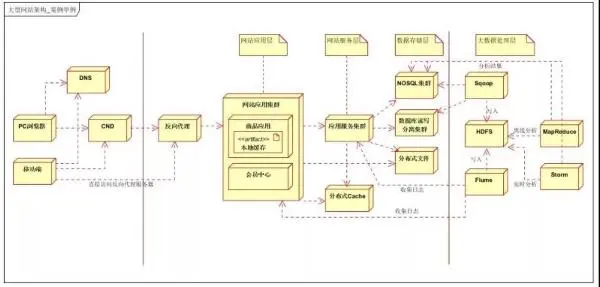 大型网站架构_案例举例
网站应用层
网站服务层
数据存储层
大数据处理层
分析结果
DNS
NOSQL集群
Sqoop
网站应用集群
写入
PC浏览器
CND
反向代理
商品应用
<<artifact>>
本地缓存
应用服务集群
数据库读写
分离集群
HDFS
离线分析
MapReduce
移动端
写入
分布式文件
会员中心
直接访问反向代理服务器
Flume
实时分析
Storm
分布式Cache
收集日志
收集日志